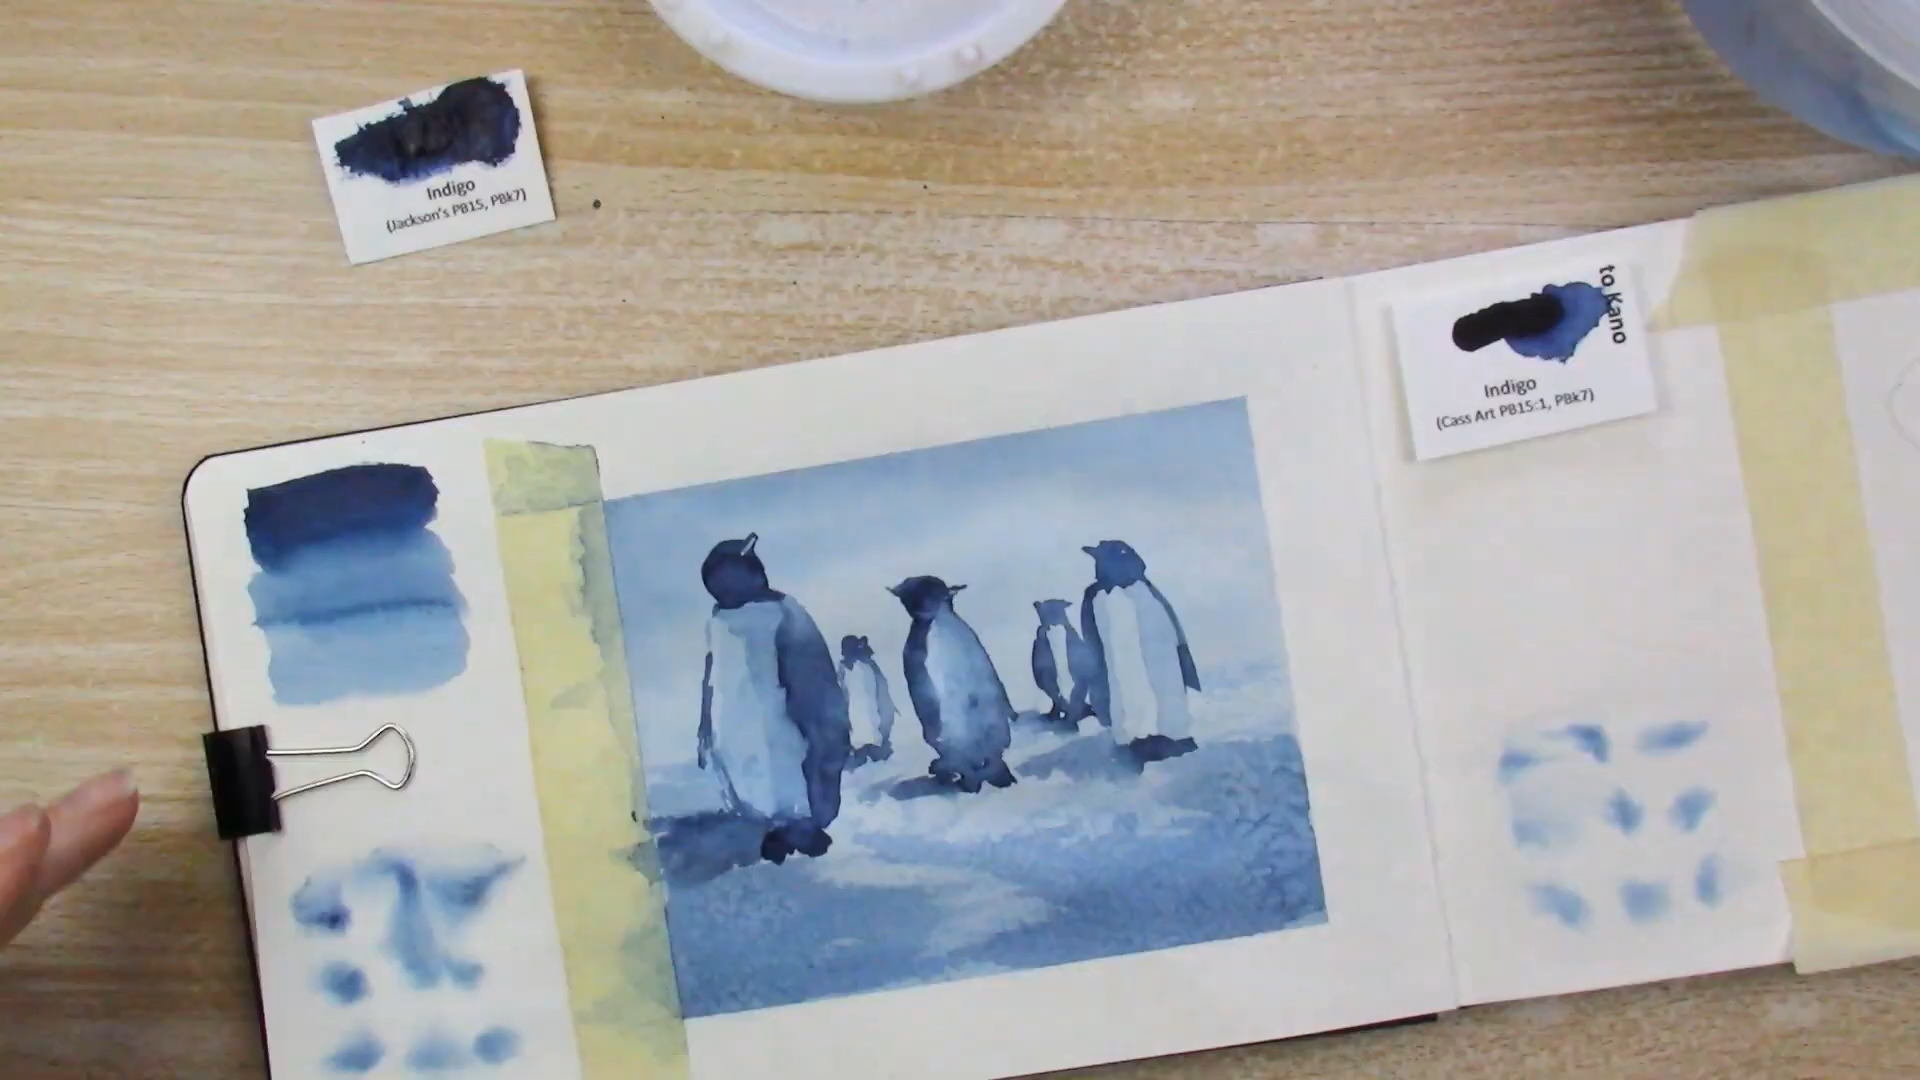 Indigo
(Jackson's PB15, PBk7)
to Kano
Indigo
(Cass Art PB15:1, PBk7)